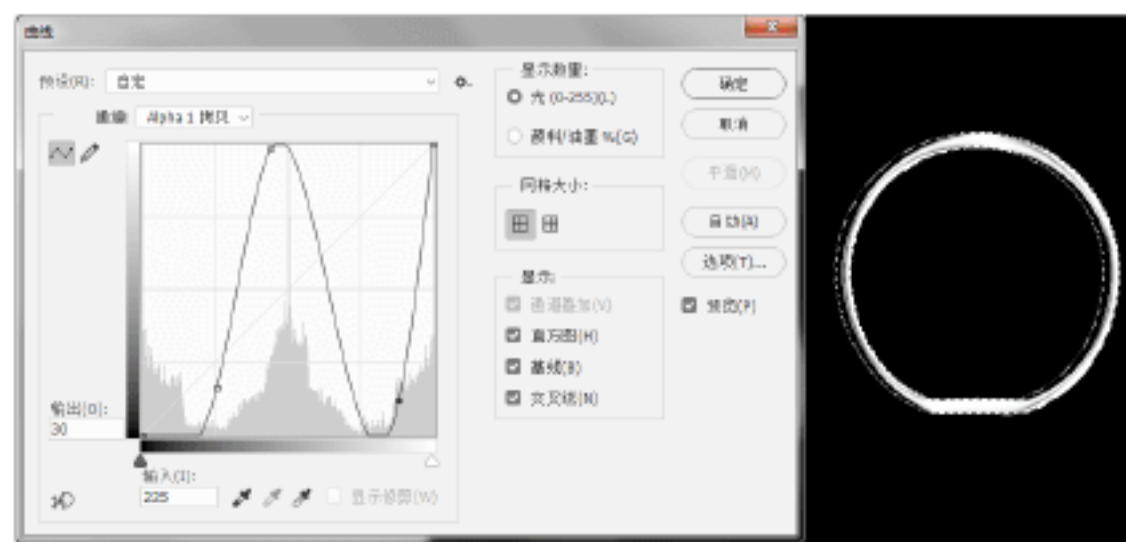 曲线
预设(R): 自定
通道: Alpha 1 拷贝
输出(O):
30
输入(I):
225
显示修剪(W)
显示数量:
光 (0-255)(L)
颜料/油墨 %(G)
网格大小:
显示:
通道叠加(V)
直方图(H)
基线(B)
交叉线(N)
确定
取消
平滑(M)
自动(A)
选项(T)...
预览(P)